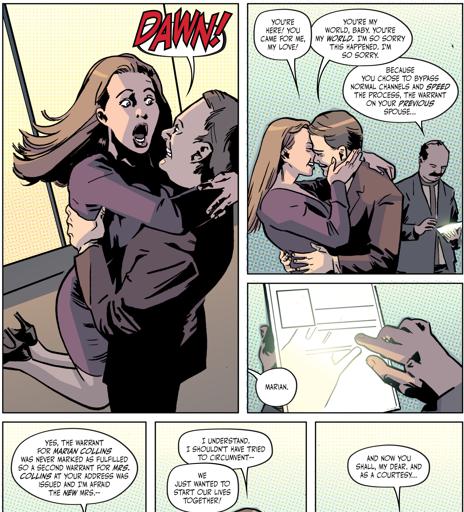 DAWN!
YOU'RE
HERE! YOU
CAME FOR ME,
MY LOVE!
YOU'RE MY
WORLD, BABY. YOU'RE
MY WORLD. I'M SO SORRY
THIS HAPPENED. I'M
SO SORRY.
BECAUSE
YOU CHOSE TO BYPASS
NORMAL CHANNELS AND SPEED
THE PROCESS, THE WARRANT
ON YOUR PREVIOUS
SPOUSE...
MARIAN.
YES, THE WARRANT
FOR MARIAN COLLINS
WAS NEVER MARKED AS FULFILLED
SO A SECOND WARRANT FOR MRS.
COLLINS AT YOUR ADDRESS WAS
ISSUED AND I'M AFRAID
THE NEW MRS.--
I UNDERSTAND.
I SHOULDN'T HAVE TRIED
TO CIRCUMVENT--
WE
JUST WANTED TO
START OUR LIVES
TOGETHER!
AND NOW YOU
SHALL, MY DEAR. AND
AS A COURTESY...